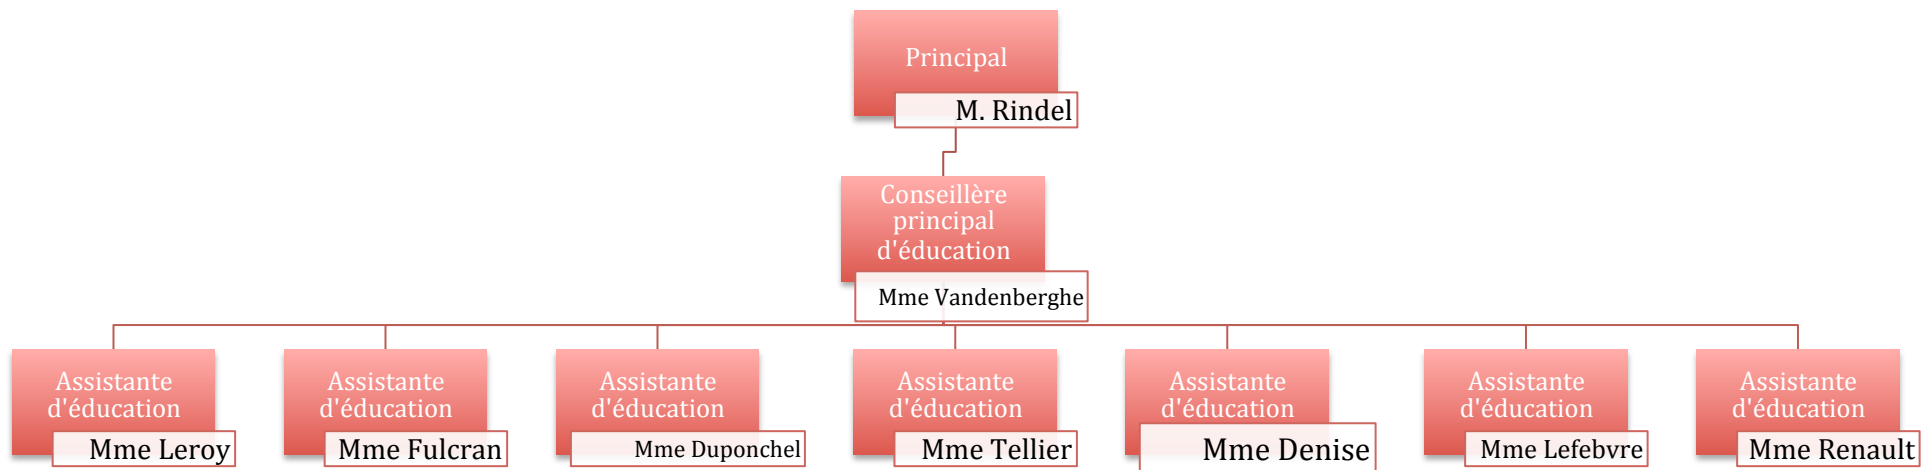 Principal
M. Rindel
Conseillère
principal
d'éducation
Mme Vandenberghe
Assistante
d'éducation
Mme Leroy
Assistante
d'éducation
Mme Fulcran
Assistante
d'éducation
Mme Duponchel
Assistante
d'éducation
Mme Tellier
Assistante
d'éducation
Mme Denise
Assistante
d'éducation
Mme Lefebvre
Assistante
d'éducation
Mme Renault